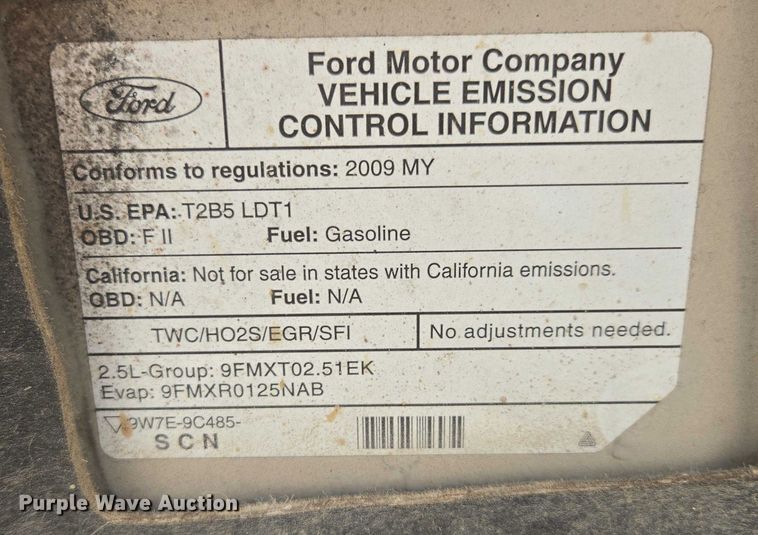 Ford
Ford Motor Company
VEHICLE EMISSION
CONTROL INFORMATION
Conforms to regulations: 2009 MY
U.S. EPA: T2B5 LDT1
OBD: F II Fuel: Gasoline
California: Not for sale in states with California emissions.
OBD: N/A Fuel: N/A
TWC/HO2S/EGR/SFI
No adjustments needed.
2.5L-Group: 9FMXT02.51EK
Evap: 9FMXR0125NAB
9W7E-9C485-
SCN
Purple Wave Auction